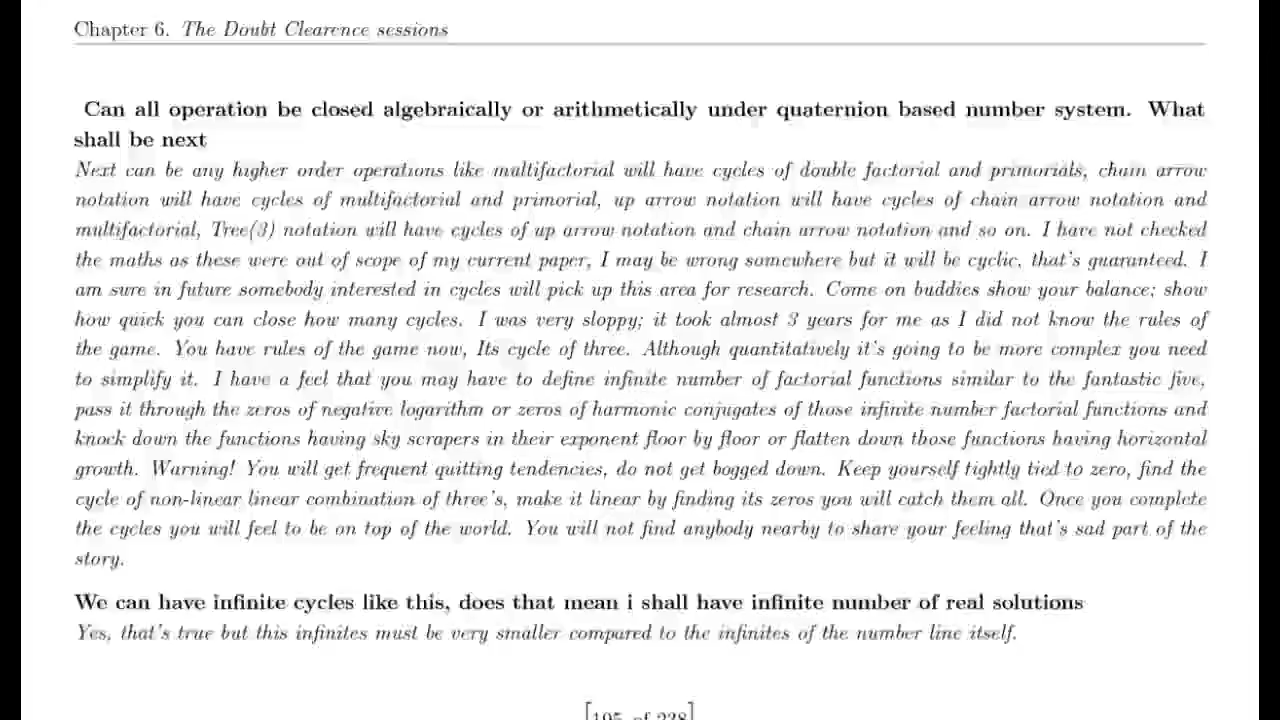 Chapter 6. The Doubt Clearence sessions
Can all operation be closed algebraically or arithmetically under quaternion based number system. What
shall be next
Next can be any higher order operations like multifactorial will have cycles of double factorial and primorials, chain arrow
notation will have cycles of multifactorial and primorial, up arrow notation will have cycles of chain arrow notation and
multifactorial, Tree(3) notation will have cycles of up arrow notation and chain arrow notation and so on. I have not checked
the maths as these were out of scope of my current paper, I may be wrong somewhere but it will be cyclic, that's guaranteed. I
am sure in future somebody interested in cycles will pick up this area for research. Come on buddies show your balance; show
how quick you can close how many cycles. I was very sloppy; it took almost 3 years for me as I did not know the rules of
the game. You have rules of the game now, Its cycle of three. Although quantitatively it's going to be more complex you need
to simplify it. I have a feel that you may have to define infinite number of factorial functions similar to the fantastic five,
pass it through the zeros of negative logarithm or zeros of harmonic conjugates of those infinite number factorial functions and
knock down the functions having sky scrapers in their exponent floor by floor or flatten down those functions having horizontal
growth. Warning! You will get frequent quitting tendencies, do not get bogged down. Keep yourself tightly tied to zero, find the
cycle of non-linear linear combination of three's, make it linear by finding its zeros you will catch them all. Once you complete
the cycles you will feel to be on top of the world. You will not find anybody nearby to share your feeling that's sad part of the
story.
We can have infinite cycles like this, does that mean i shall have infinite number of real solutions
Yes, that's true but this infinites must be very smaller compared to the infinites of the number line itself.
[195 of 238]